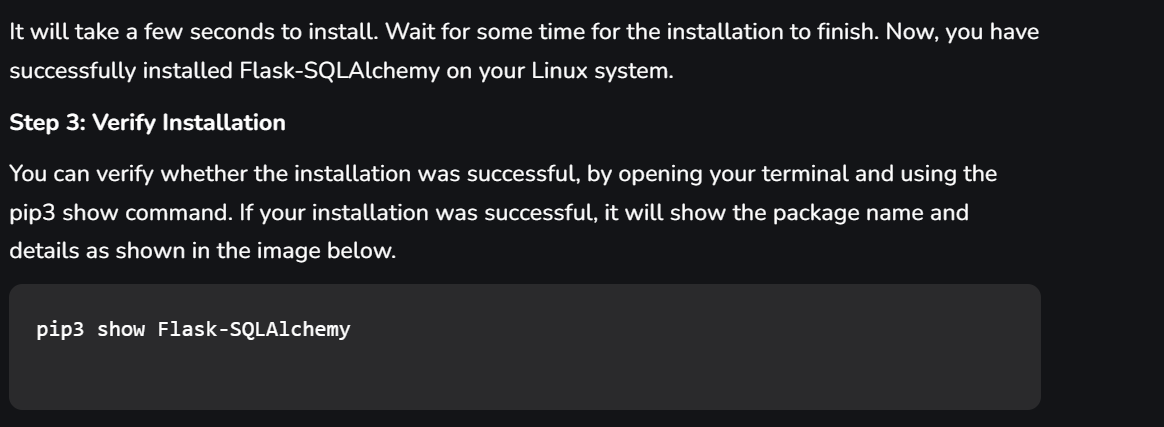 It will take a few seconds to install. Wait for some time for the installation to finish. Now, you have
successfully installed Flask-SQLAlchemy on your Linux system.
Step 3: Verify Installation
You can verify whether the installation was successful, by opening your terminal and using the
pip3 show command. If your installation was successful, it will show the package name and
details as shown in the image below.
pip3 show Flask-SQLAlchemy